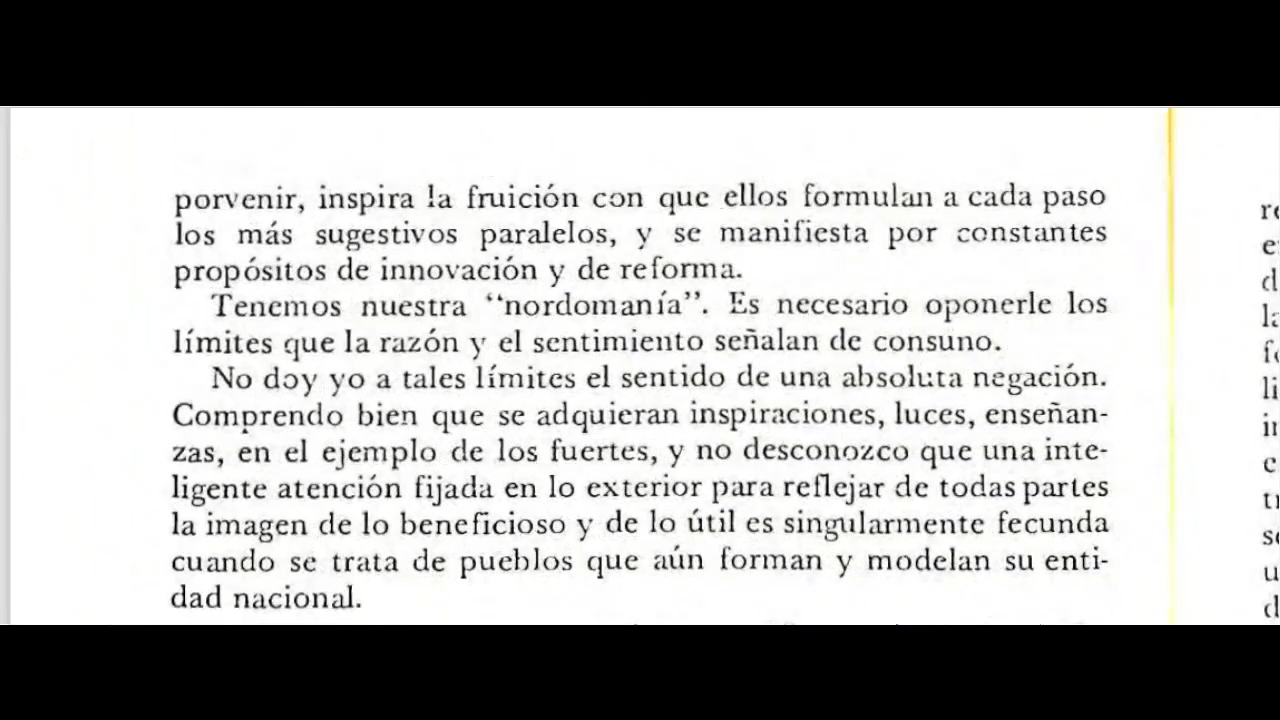 porvenir, inspira la fruición con que ellos formulan a cada paso
los más sugestivos paralelos, y se manifiesta por constantes
propósitos de innovación y de reforma.
Tenemos nuestra “nordomanía”. Es necesario oponerle los
límites que la razón y el sentimiento señalan de consuno.
No doy yo a tales límites el sentido de una absoluta negación.
Comprendo bien que se adquieran inspiraciones, luces, enseñan-
zas, en el ejemplo de los fuertes, y no desconozco que una inte-
ligente atención fijada en lo exterior para reflejar de todas partes
la imagen de lo beneficioso y de lo útil es singularmente fecunda
cuando se trata de pueblos que aún forman y modelan su enti-
dad nacional.